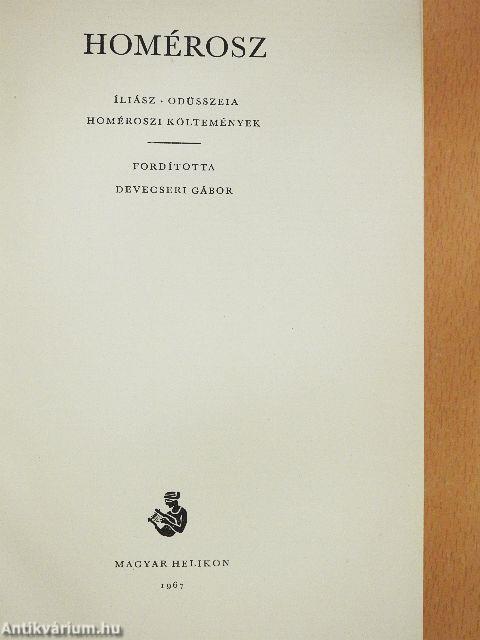 HOMÉROSZ
ÍLIÁSZ · ODÜSSZEIA
HOMÉROSZI KÖLTEMÉNYEK
FORDÍTOTTA
DEVECSERI GÁBOR
MAGYAR HELIKON
1967
Antikvárium.hu